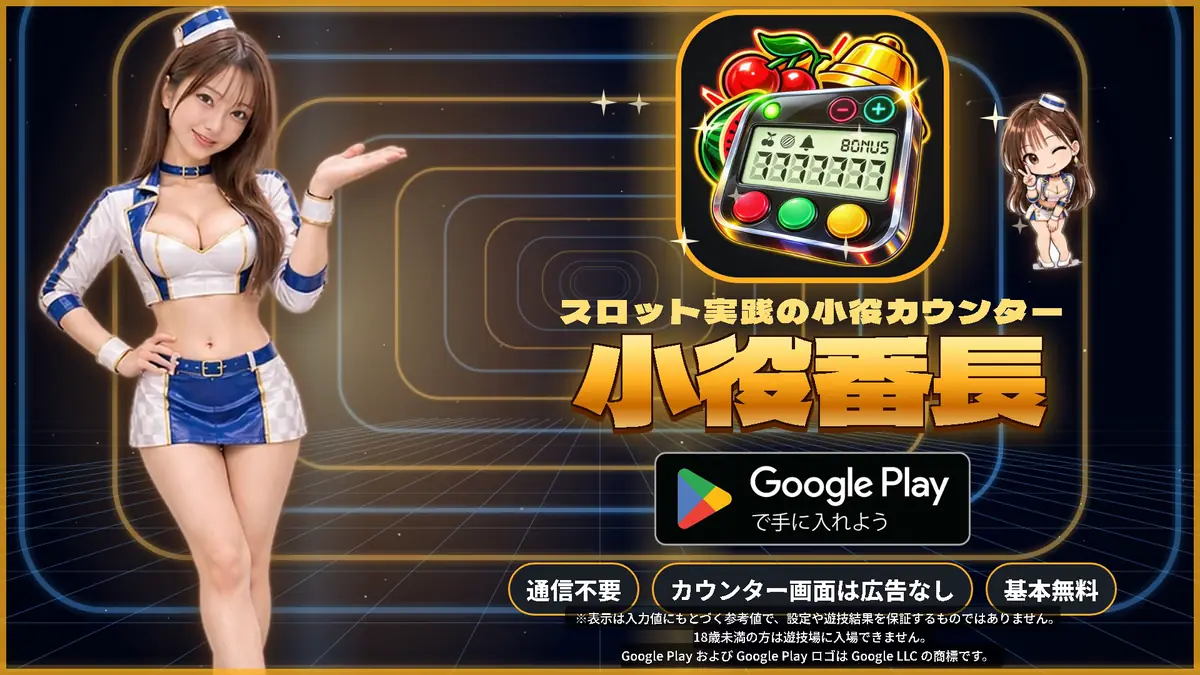 BONUS
スロット実践の小役カウンター
小役番長
Google Play
で手に入れよう
通信不要
カウンター画面は広告なし
基本無料
※表示は入力値にもとづく参考値で、設定や遊技結果を保証するものではありません。
18歳未満の方は遊技場に入場できません。
Google Play および Google Play ロゴは Google LLC の商標です。